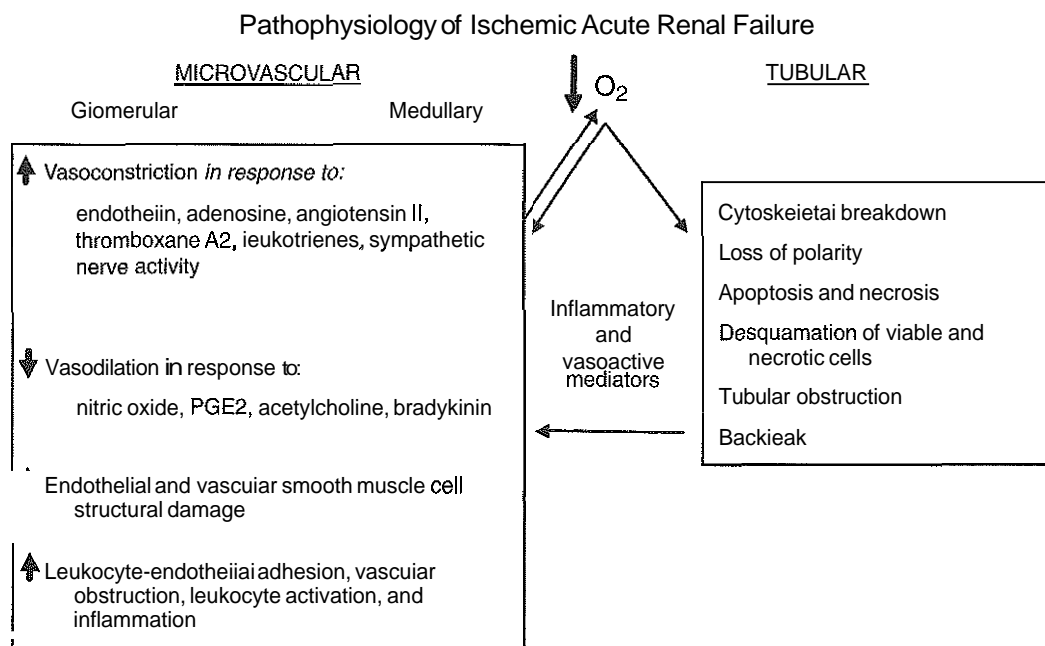 Pathophysiology of Ischemic Acute Renal Failure
MICROVASCULAR
O2
TUBULAR
Giomerular
Medullary
Vasoconstriction in response to:
endotheiin, adenosine, angiotensin II,
thromboxane A2, ieukotrienes, sympathetic
nerve activity
Vasodilation in response to:
nitric oxide, PGE2, acetylcholine, bradykinin
Endothelial and vascuiar smooth muscle cell
structural damage
Leukocyte-endotheiiai adhesion, vascuiar
obstruction, leukocyte activation, and
inflammation
Inflammatory
and
vasoactive
mediators
Cytoskeietai breakdown
Loss of polarity
Apoptosis and necrosis
Desquamation of viable and
necrotic cells
Tubular obstruction
Backieak